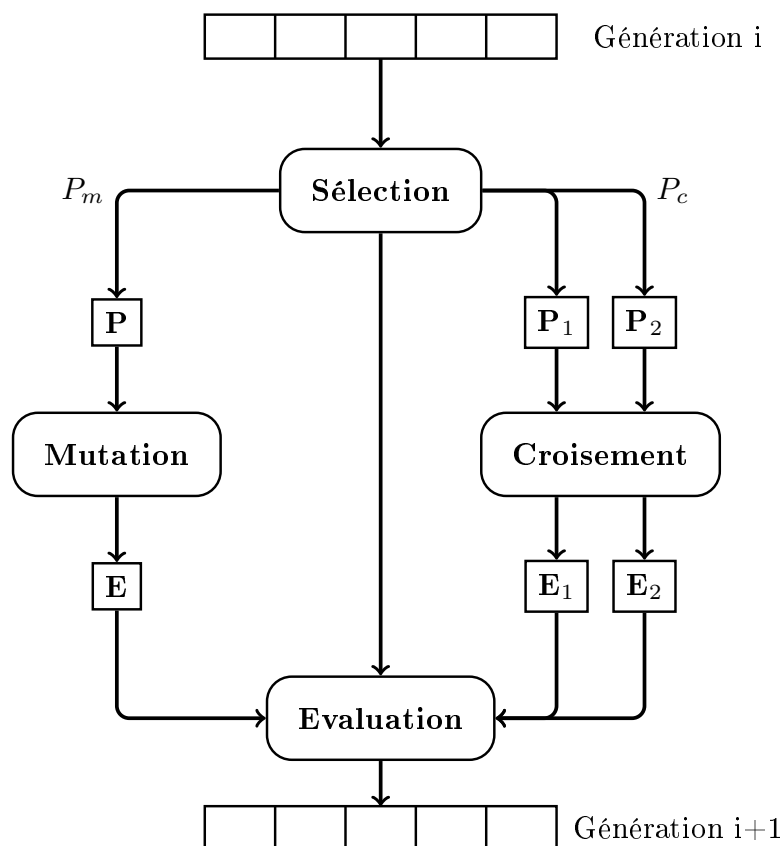 Génération i
Sélection
P_m
P_c
P
P_1
P_2
Mutation
Croisement
E
E_1
E_2
Evaluation
Génération i+1